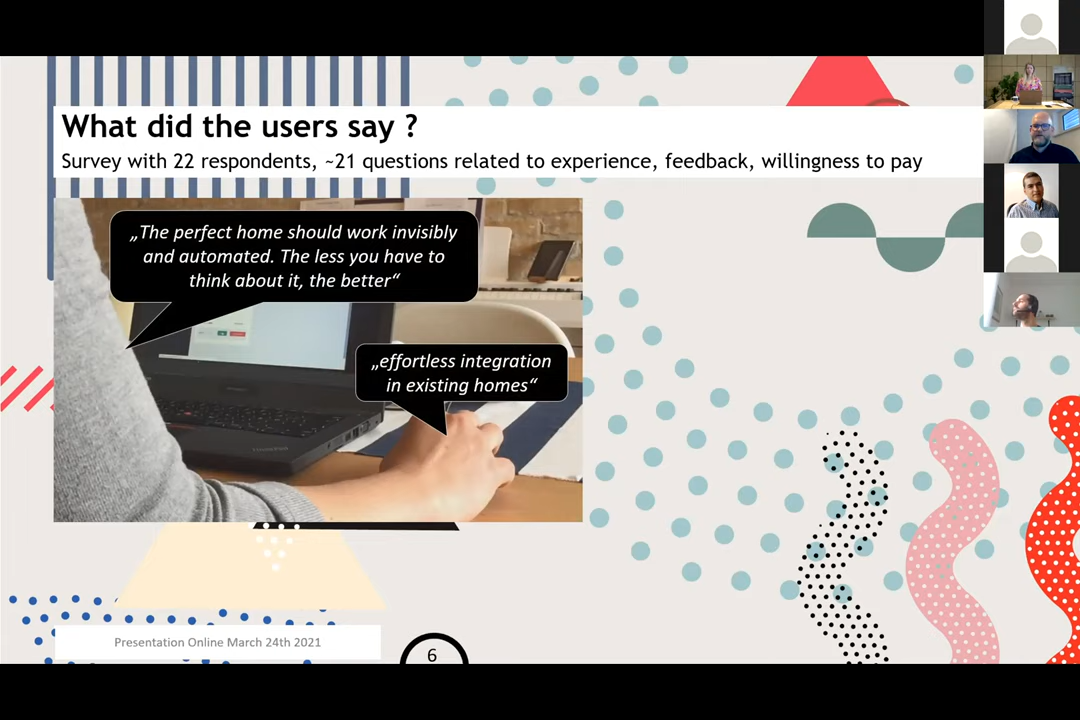 What did the users say ?
Survey with 22 respondents, ~21 questions related to experience, feedback, willingness to pay
„The perfect home should work invisibly
and automated. The less you have to
think about it, the better“
„effortless integration
in existing homes“
Presentation Online March 24th 2021
6